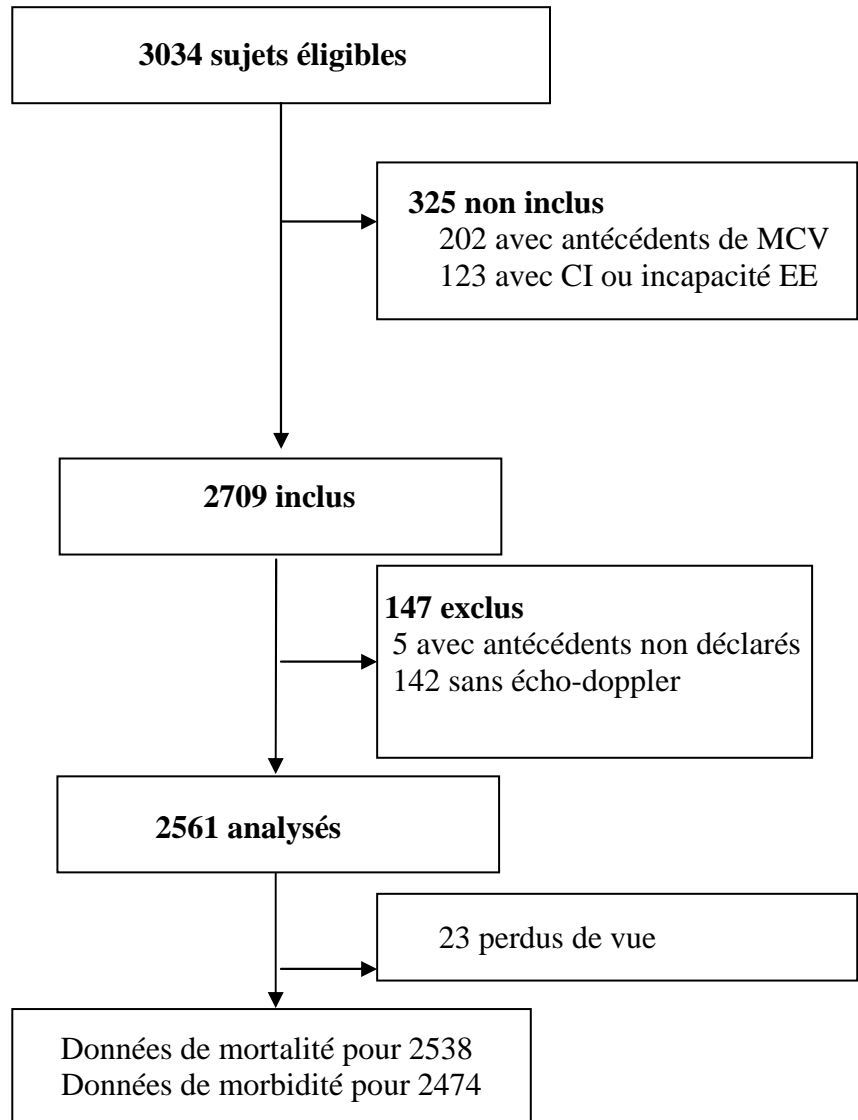 3034 sujets éligibles
325 non inclus
202 avec antécédents de MCV
123 avec CI ou incapacité EE
2709 inclus
147 exclus
5 avec antécédents non déclarés
142 sans écho-doppler
2561 analysés
23 perdus de vue
Données de mortalité pour 2538
Données de morbidité pour 2474